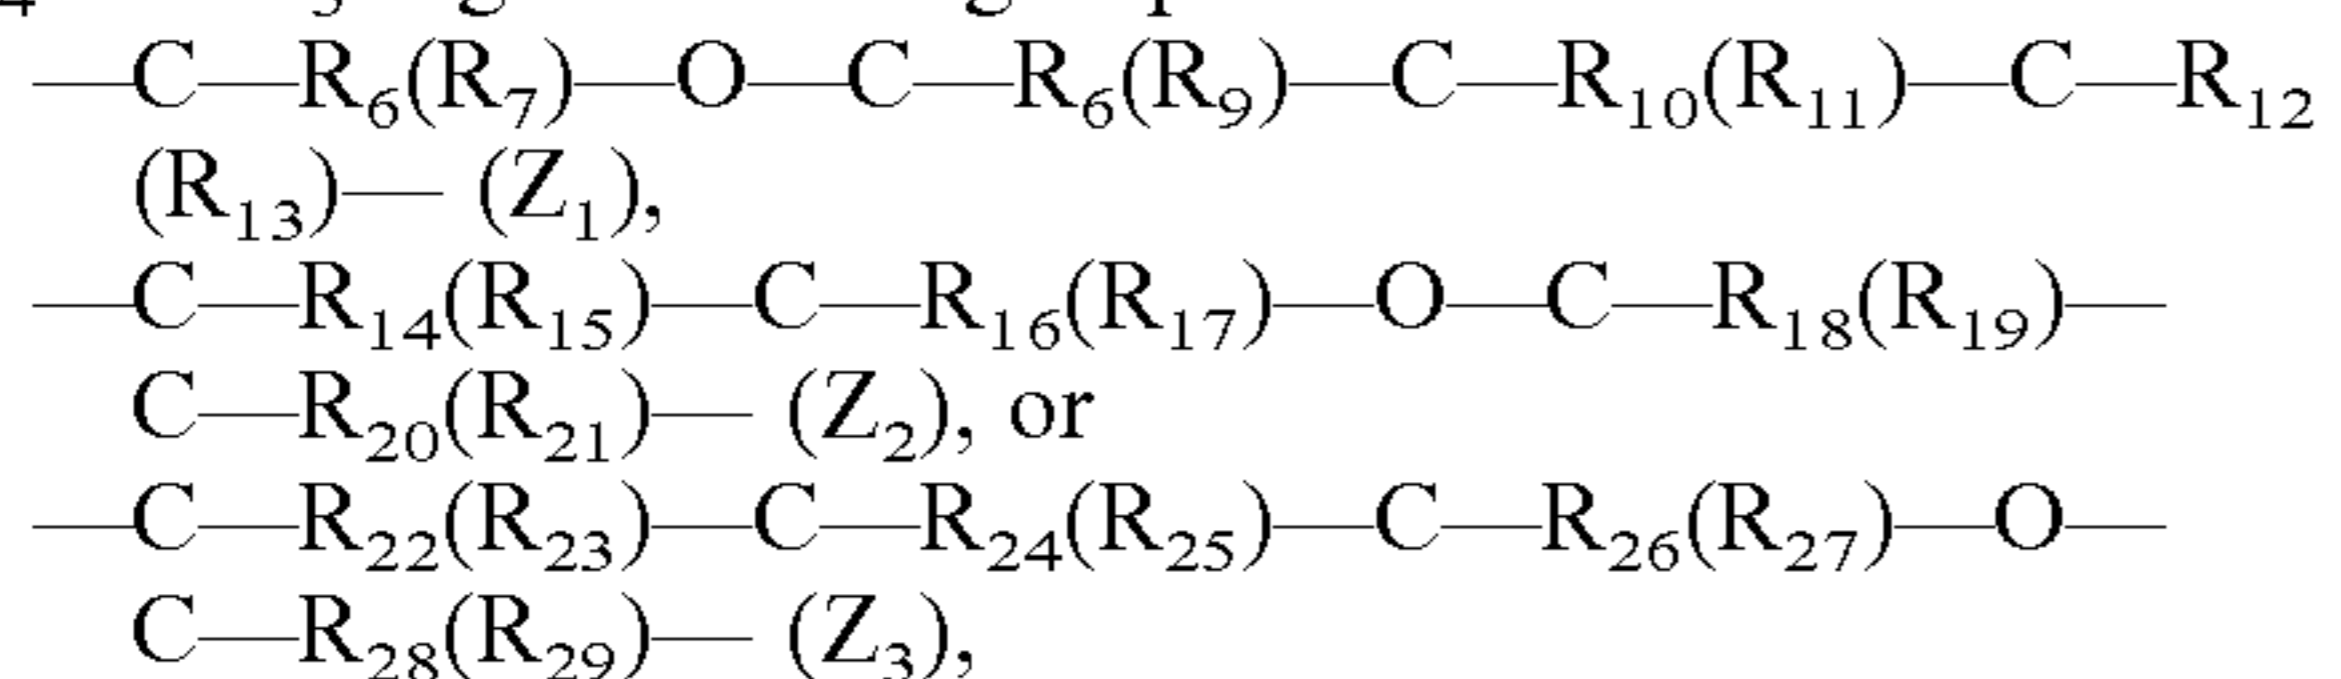 —C—R₆(R₇)—O—C—R₆(R₉)—C—R₁₀(R₁₁)—C—R₁₂
(R₁₃)— (Z₁),
—C—R₁₄(R₁₅)—C—R₁₆(R₁₇)—O—C—R₁₈(R₁₉)—
C—R₂₀(R₂₁)— (Z₂), or
—C—R₂₂(R₂₃)—C—R₂₄(R₂₅)—C—R₂₆(R₂₇)—O—
C—R₂₈(R₂₉)— (Z₃),